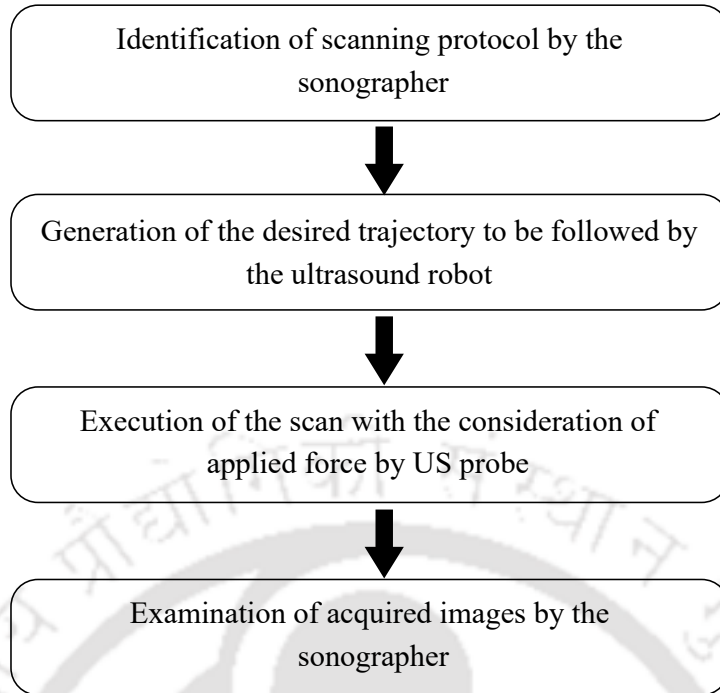 Identification of scanning protocol by the
sonographer
Generation of the desired trajectory to be followed by
the ultrasound robot
Execution of the scan with the consideration of
applied force by US probe
Examination of acquired images by the
sonographer